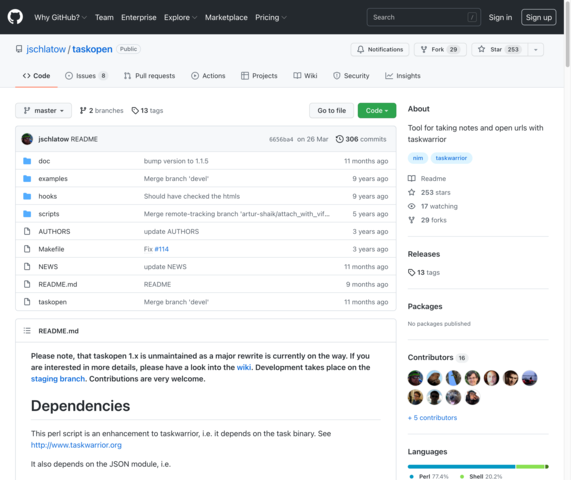 Why GitHub? Team Enterprise Explore Marketplace Pricing Search / Sign in Sign up
jschlatow / taskopen Public Notifications Fork 29 Star 253
Code Issues 8 Pull requests Actions Projects Wiki Security Insights
master 2 branches 13 tags Go to file Code
jschlatow README 6656ba4 on 26 Mar 306 commits
doc bump version to 1.1.5 11 months ago
examples Merge branch 'devel' 9 years ago
hooks Should have checked the htmls 9 years ago
scripts Merge remote-tracking branch 'artur-shaik/attach_with_vif... 5 years ago
AUTHORS update AUTHORS 3 years ago
Makefile Fix #114 3 years ago
NEWS update NEWS 11 months ago
README.md README 9 months ago
taskopen Merge branch 'devel' 11 months ago
README.md
Please note, that taskopen 1.x is unmaintained as a major rewrite is currently on the way. If you
are interested in more details, please have a look into the wiki. Development takes place on the
staging branch. Contributions are very welcome.
Dependencies
This perl script is an enhancement to taskwarrior, i.e. it depends on the task binary. See
http://www.taskwarrior.org
It also depends on the JSON module, i.e.
About
Tool for taking notes and open urls with
taskwarrior
nim taskwarrior
Readme
253 stars
17 watching
29 forks
Releases
13 tags
Packages
No packages published
Contributors 16
+ 5 contributors
Languages
Perl 77.4% Shell 20.2%